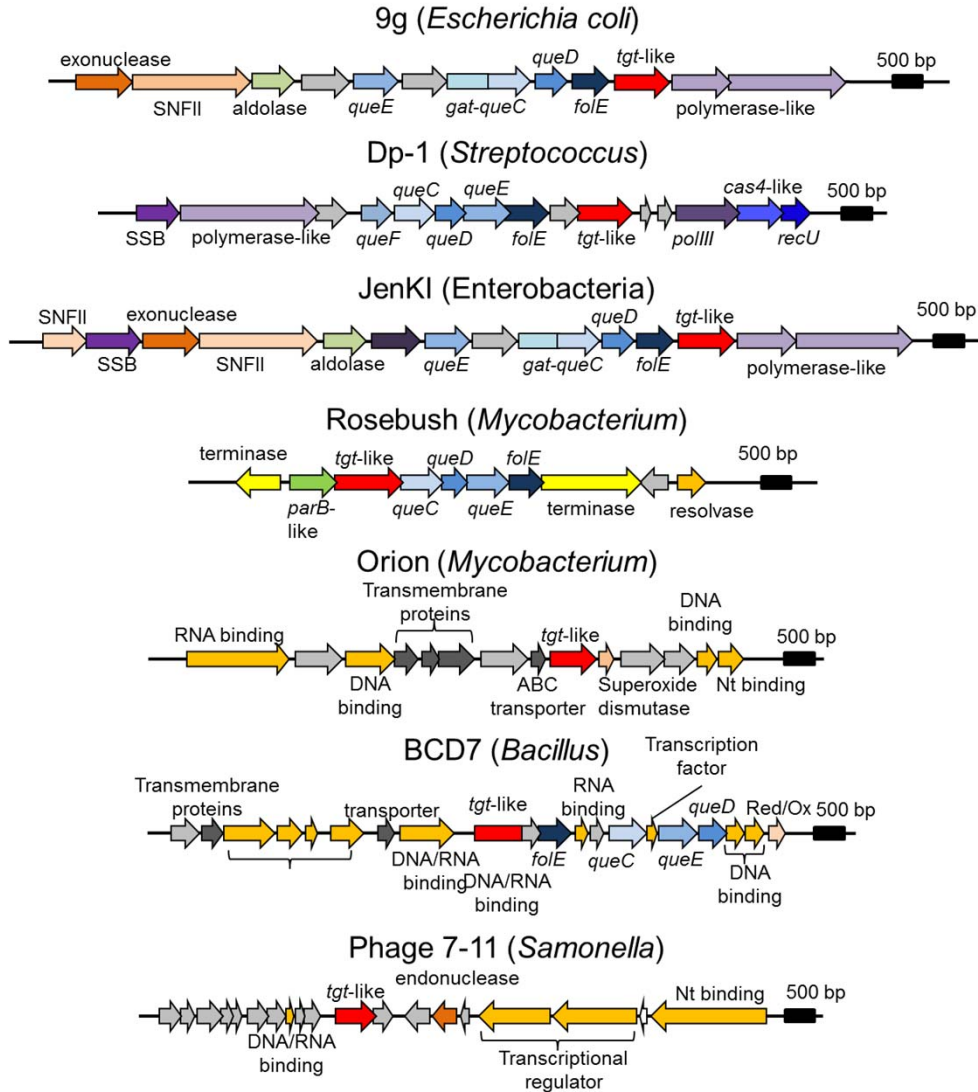 9g (Escherichia coli)
exonuclease
queD
tgt-like
500 bp
SNFII
aldolase
queE
gat-queC
folE
polymerase-like
Dp-1 (Streptococcus)
queC
queE
cas4-like
500 bp
SSB
polymerase-like
queF
queD
folE
tgt-like
polIII
recU
JenKI (Enterobacteria)
SNFII
exonuclease
queD
tgt-like
500 bp
SSB
SNFII
aldolase
queE
gat-queC
folE
polymerase-like
Rosebush (Mycobacterium)
terminase
tgt-like
queD
folE
500 bp
parB-
like
queC
queE
terminase
resolvase
Orion (Mycobacterium)
Transmembrane
proteins
RNA binding
tgt-like
DNA
binding
500 bp
DNA
binding
ABC
transporter
Superoxide
dismutase
Nt binding
BCD7 (Bacillus)
Transcription
factor
Transmembrane
proteins
transporter
tgt-like
RNA
binding
queD
Red/Ox
500 bp
DNA/RNA
binding
DNA/RNA
binding
folE
queC
queE
DNA
binding
Phage 7-11 (Samonella)
tgt-like
endonuclease
Nt binding
500 bp
DNA/RNA
binding
Transcriptional
regulator